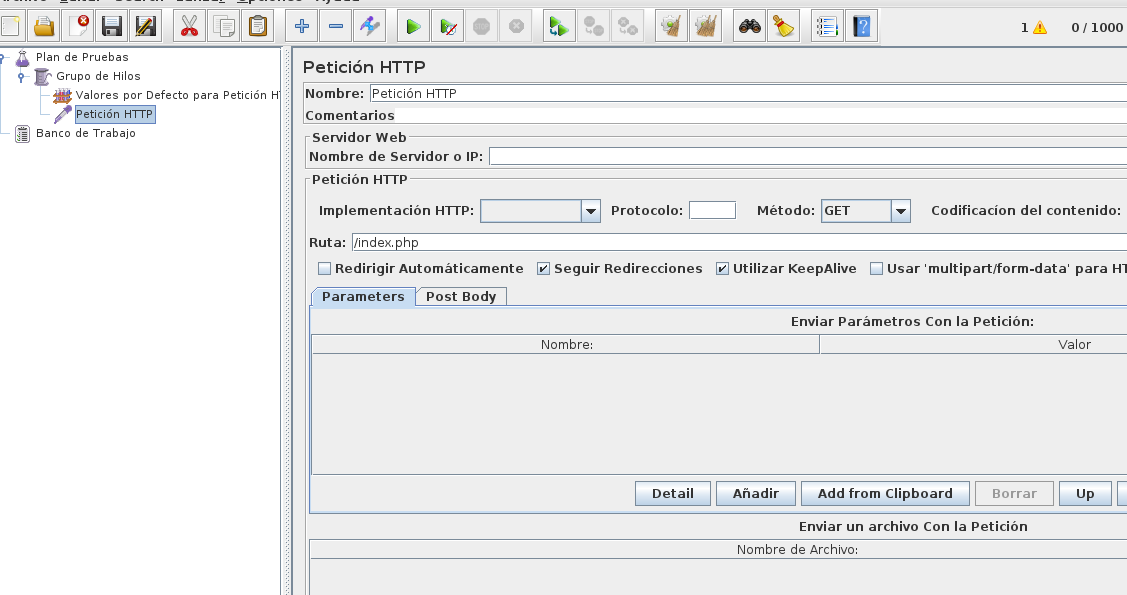 1 0 / 1000
Plan de Pruebas
Grupo de Hilos
Valores por Defecto para Petición H
Petición HTTP
Banco de Trabajo
Petición HTTP
Nombre: Petición HTTP
Comentarios
Servidor Web
Nombre de Servidor o IP:
Petición HTTP
Implementación HTTP: Protocolo: Método: GET Codificacíon del contenido:
Ruta: /index.php
Redirigir Automáticamente Seguir Redirecciones Utilizar KeepAlive Usar 'multipart/form-data' para HT
Parameters Post Body
Enviar Parámetros Con la Petición:
Nombre: Valor
Detail Añadir Add from Clipboard Borrar Up
Enviar un archivo Con la Petición
Nombre de Archivo: